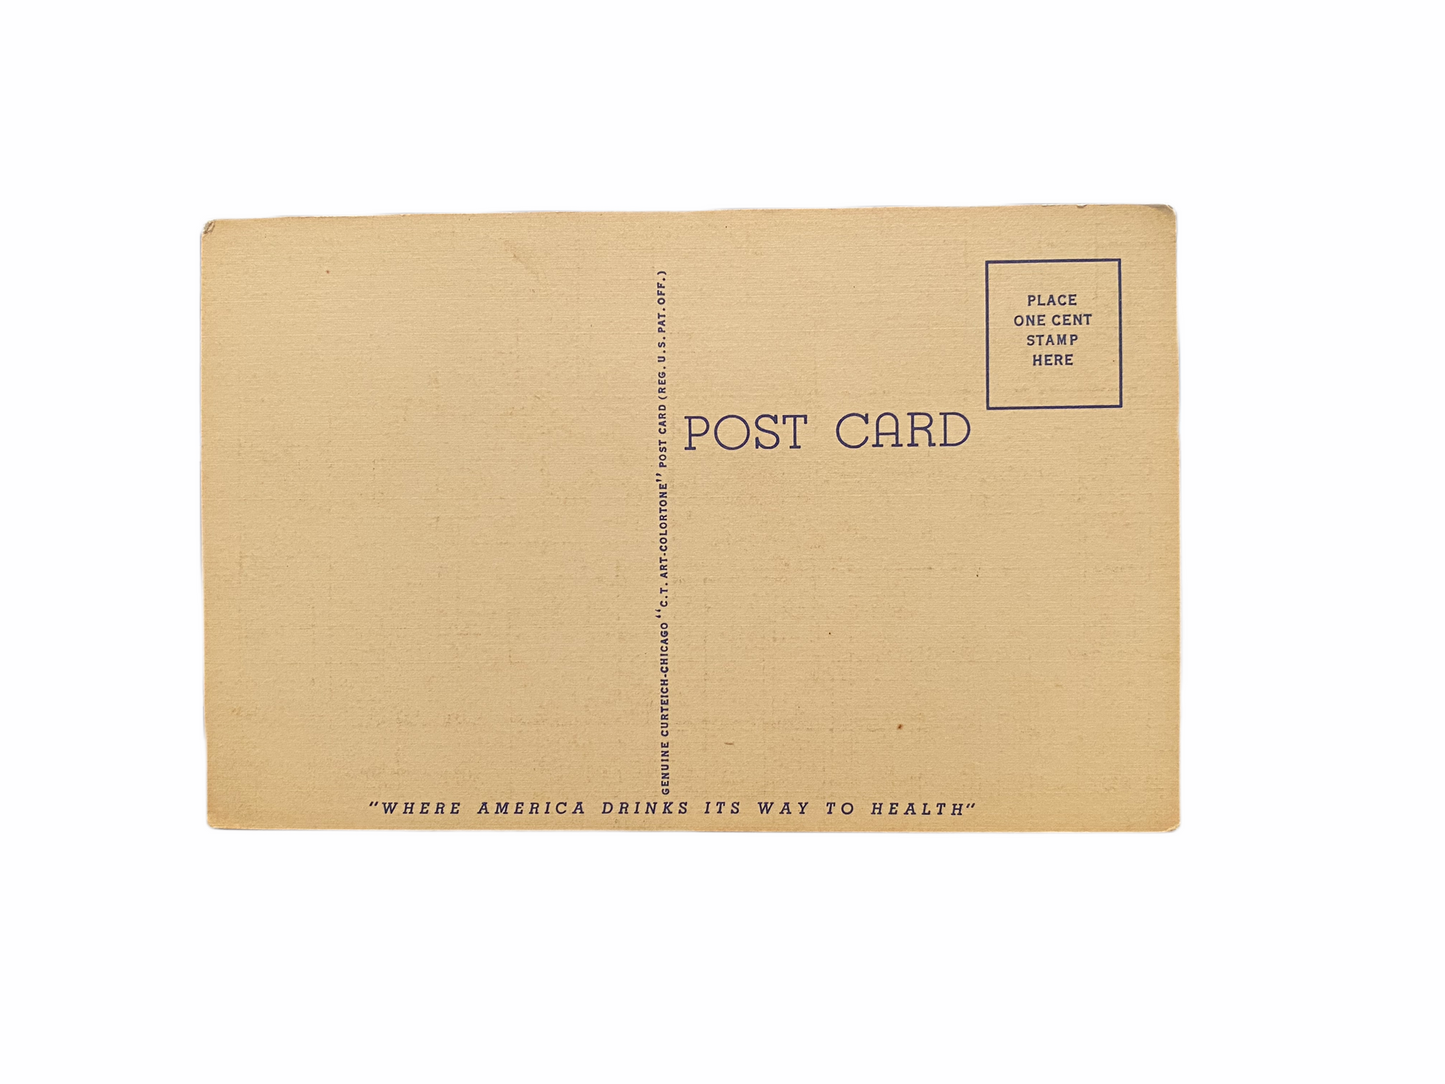 PLACE
ONE CENT
STAMP
HERE
POST CARD
GENUINE CURTEICH-CHICAGO "C.T. ART-COLORTONE" POST CARD (REG. U.S. PAT. OFF.)
"WHERE AMERICA DRINKS ITS WAY TO HEALTH"